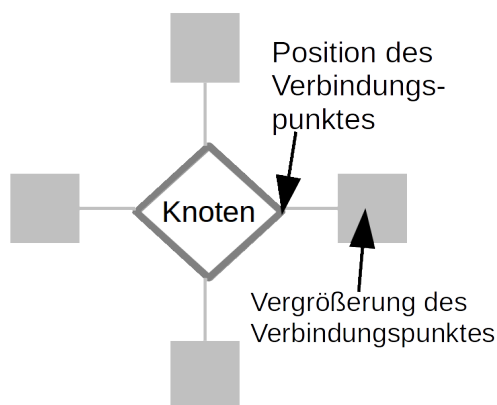 Position des
Verbindungs-
punktes
Knoten
Vergrößerung des
Verbindungspunktes